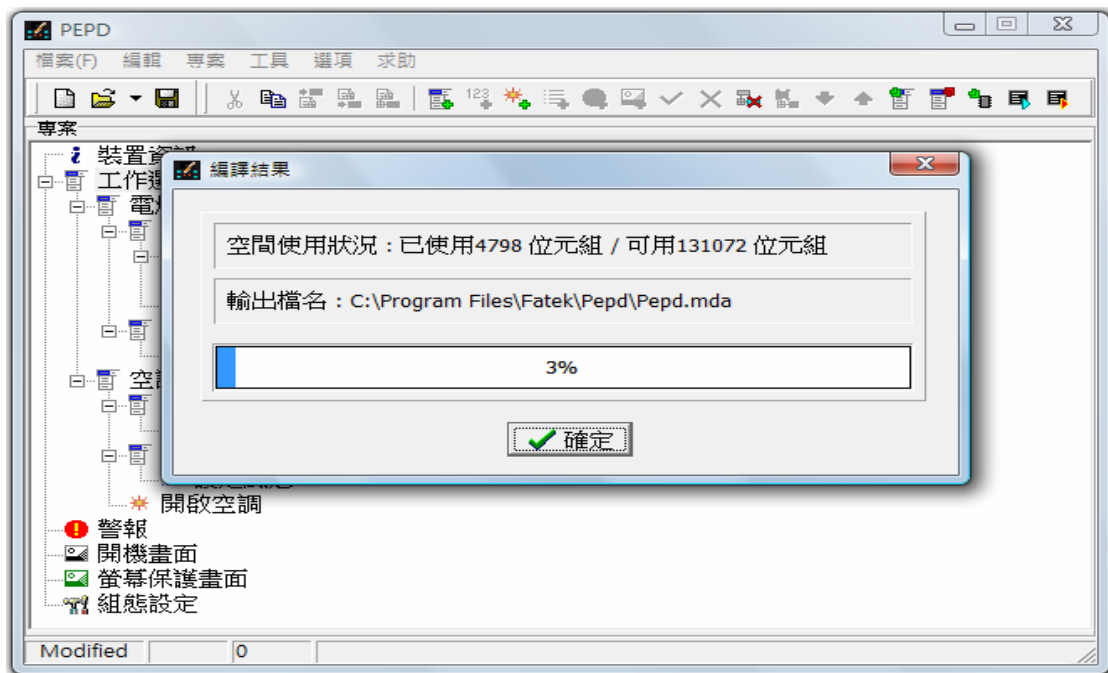 PEPD
檔案(F) 編輯 專案 工具 選項 求助
123
專案
裝置資
工作選
電
空
編譯結果
空間使用狀況：已使用4798 位元組 / 可用131072 位元組
輸出檔名：C:\Program Files\Fatek\Pepd\Pepd.mda
3%
確定
開啟空調
警報
開機畫面
螢幕保護畫面
組態設定
Modified 0